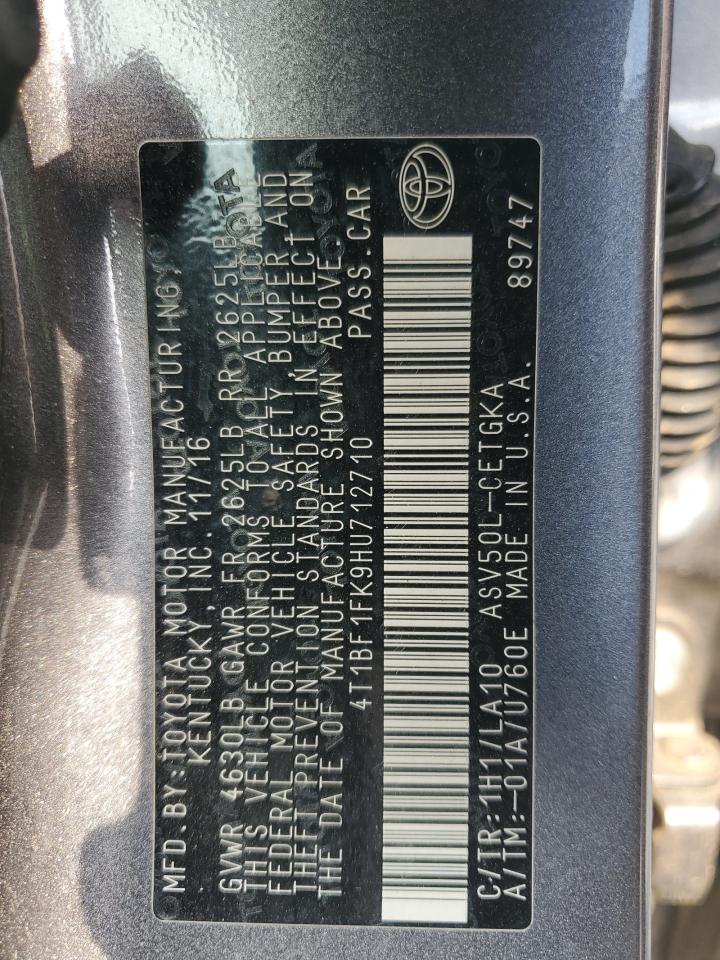 MFD.BY:TOYOTA MOTOR MANUFACTURING,
KENTUCKY, INC. 11/16
GVWR 4630LB GAWR FR 2625LB RR 2625LB
THIS VEHICLE CONFORMS TO ALL APPLICABLE
FEDERAL MOTOR VEHICLE SAFETY, BUMPER, AND
THEFT PREVENTION STANDARDS IN EFFECT ON
THE DATE OF MANUFACTURE SHOWN ABOVE.
4T1BF1FK9HU712710 PASS.CAR
C/TR:1H1/LA10 ASV50L-CETGKA
A/TM:-01A/U760E MADE IN U.S.A. 89747